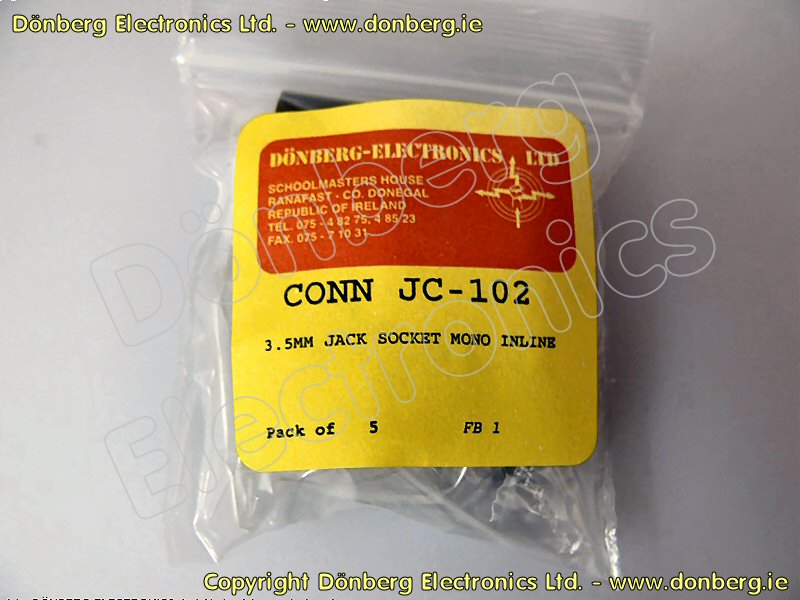 Dönberg Electronics Ltd. - www.donberg.ie
DÖNBERG-ELECTRONICS LTD
SCHOOLMASTERS HOUSE
RANAFAST - CO. DONEGAL
REPUBLIC OF IRELAND
TEL. 075 - 4 82 75, 4 85 23
FAX. 075 - 7 10 31
CONN JC-102
3.5MM JACK SOCKET MONO INLINE
Pack of 5 FB 1
Dönberg
Electronics
Copyright Dönberg Electronics Ltd. - www.donberg.ie